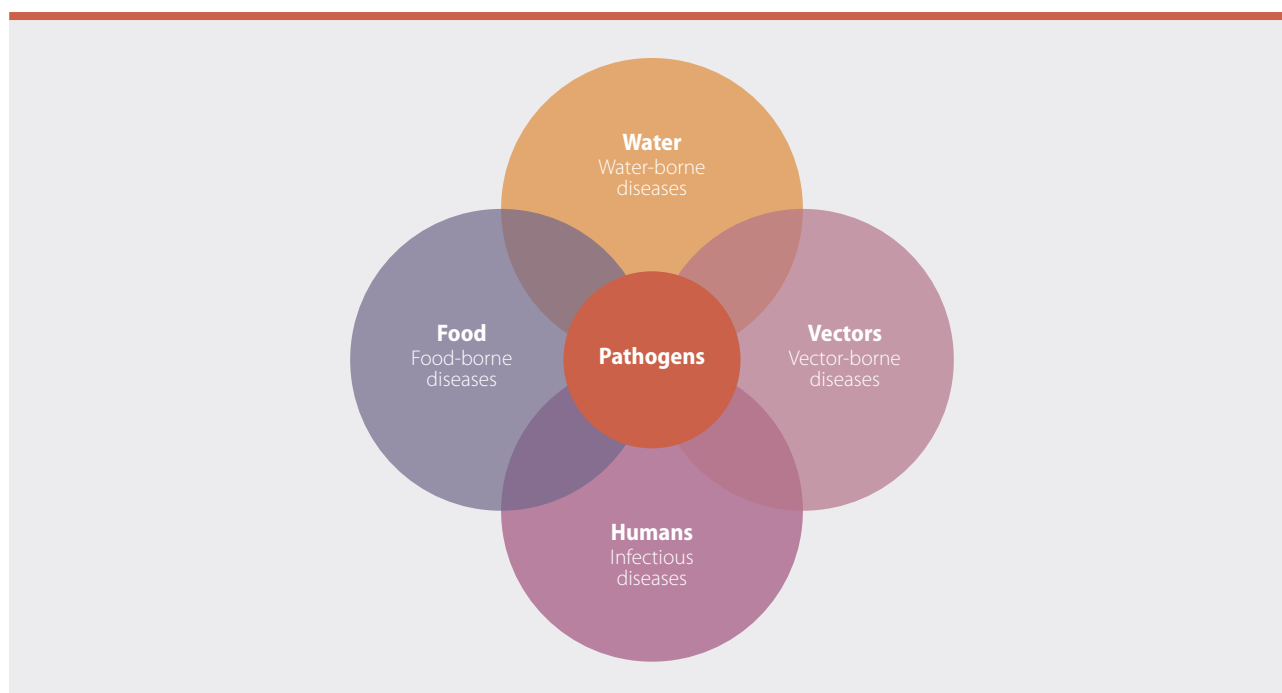 Water
Water-borne
diseases
Food
Food-borne
diseases
Pathogens
Vectors
Vector-borne
diseases
Humans
Infectious
diseases